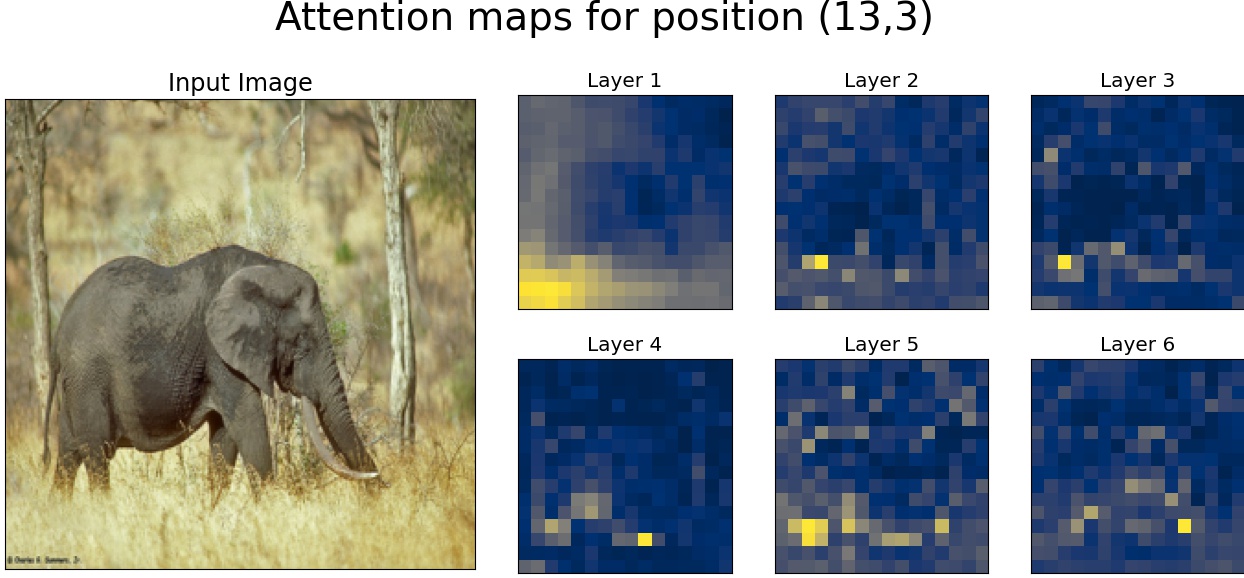 Attention maps for position (13,3)
Input Image
Layer 1
Layer 2
Layer 3
Layer 4
Layer 5
Layer 6
© Charles G. Summers, Jr.